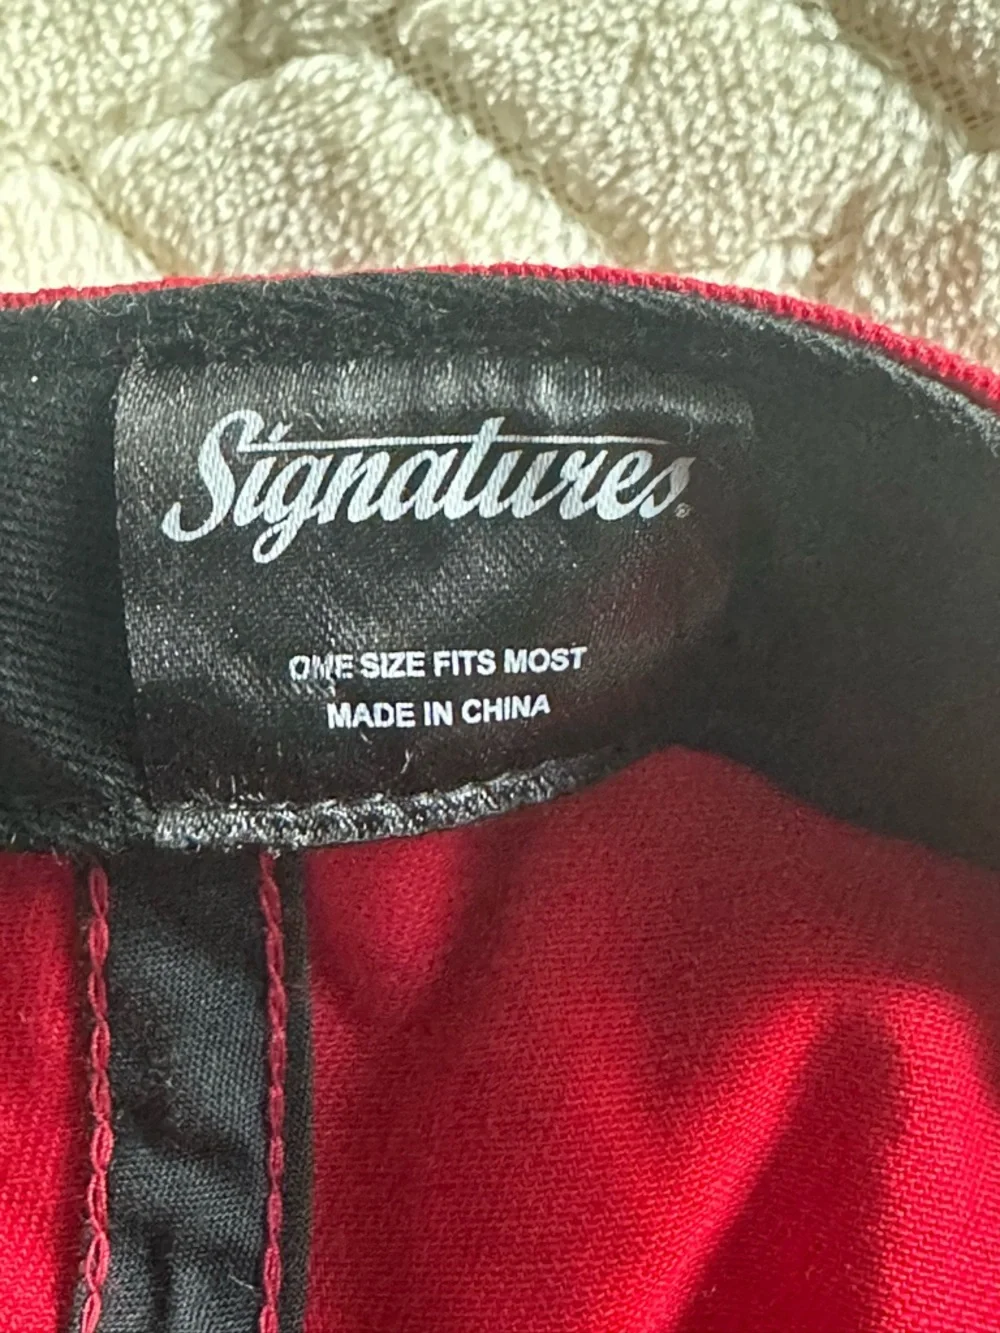 Signatures®
ONE SIZE FITS MOST
MADE IN CHINA